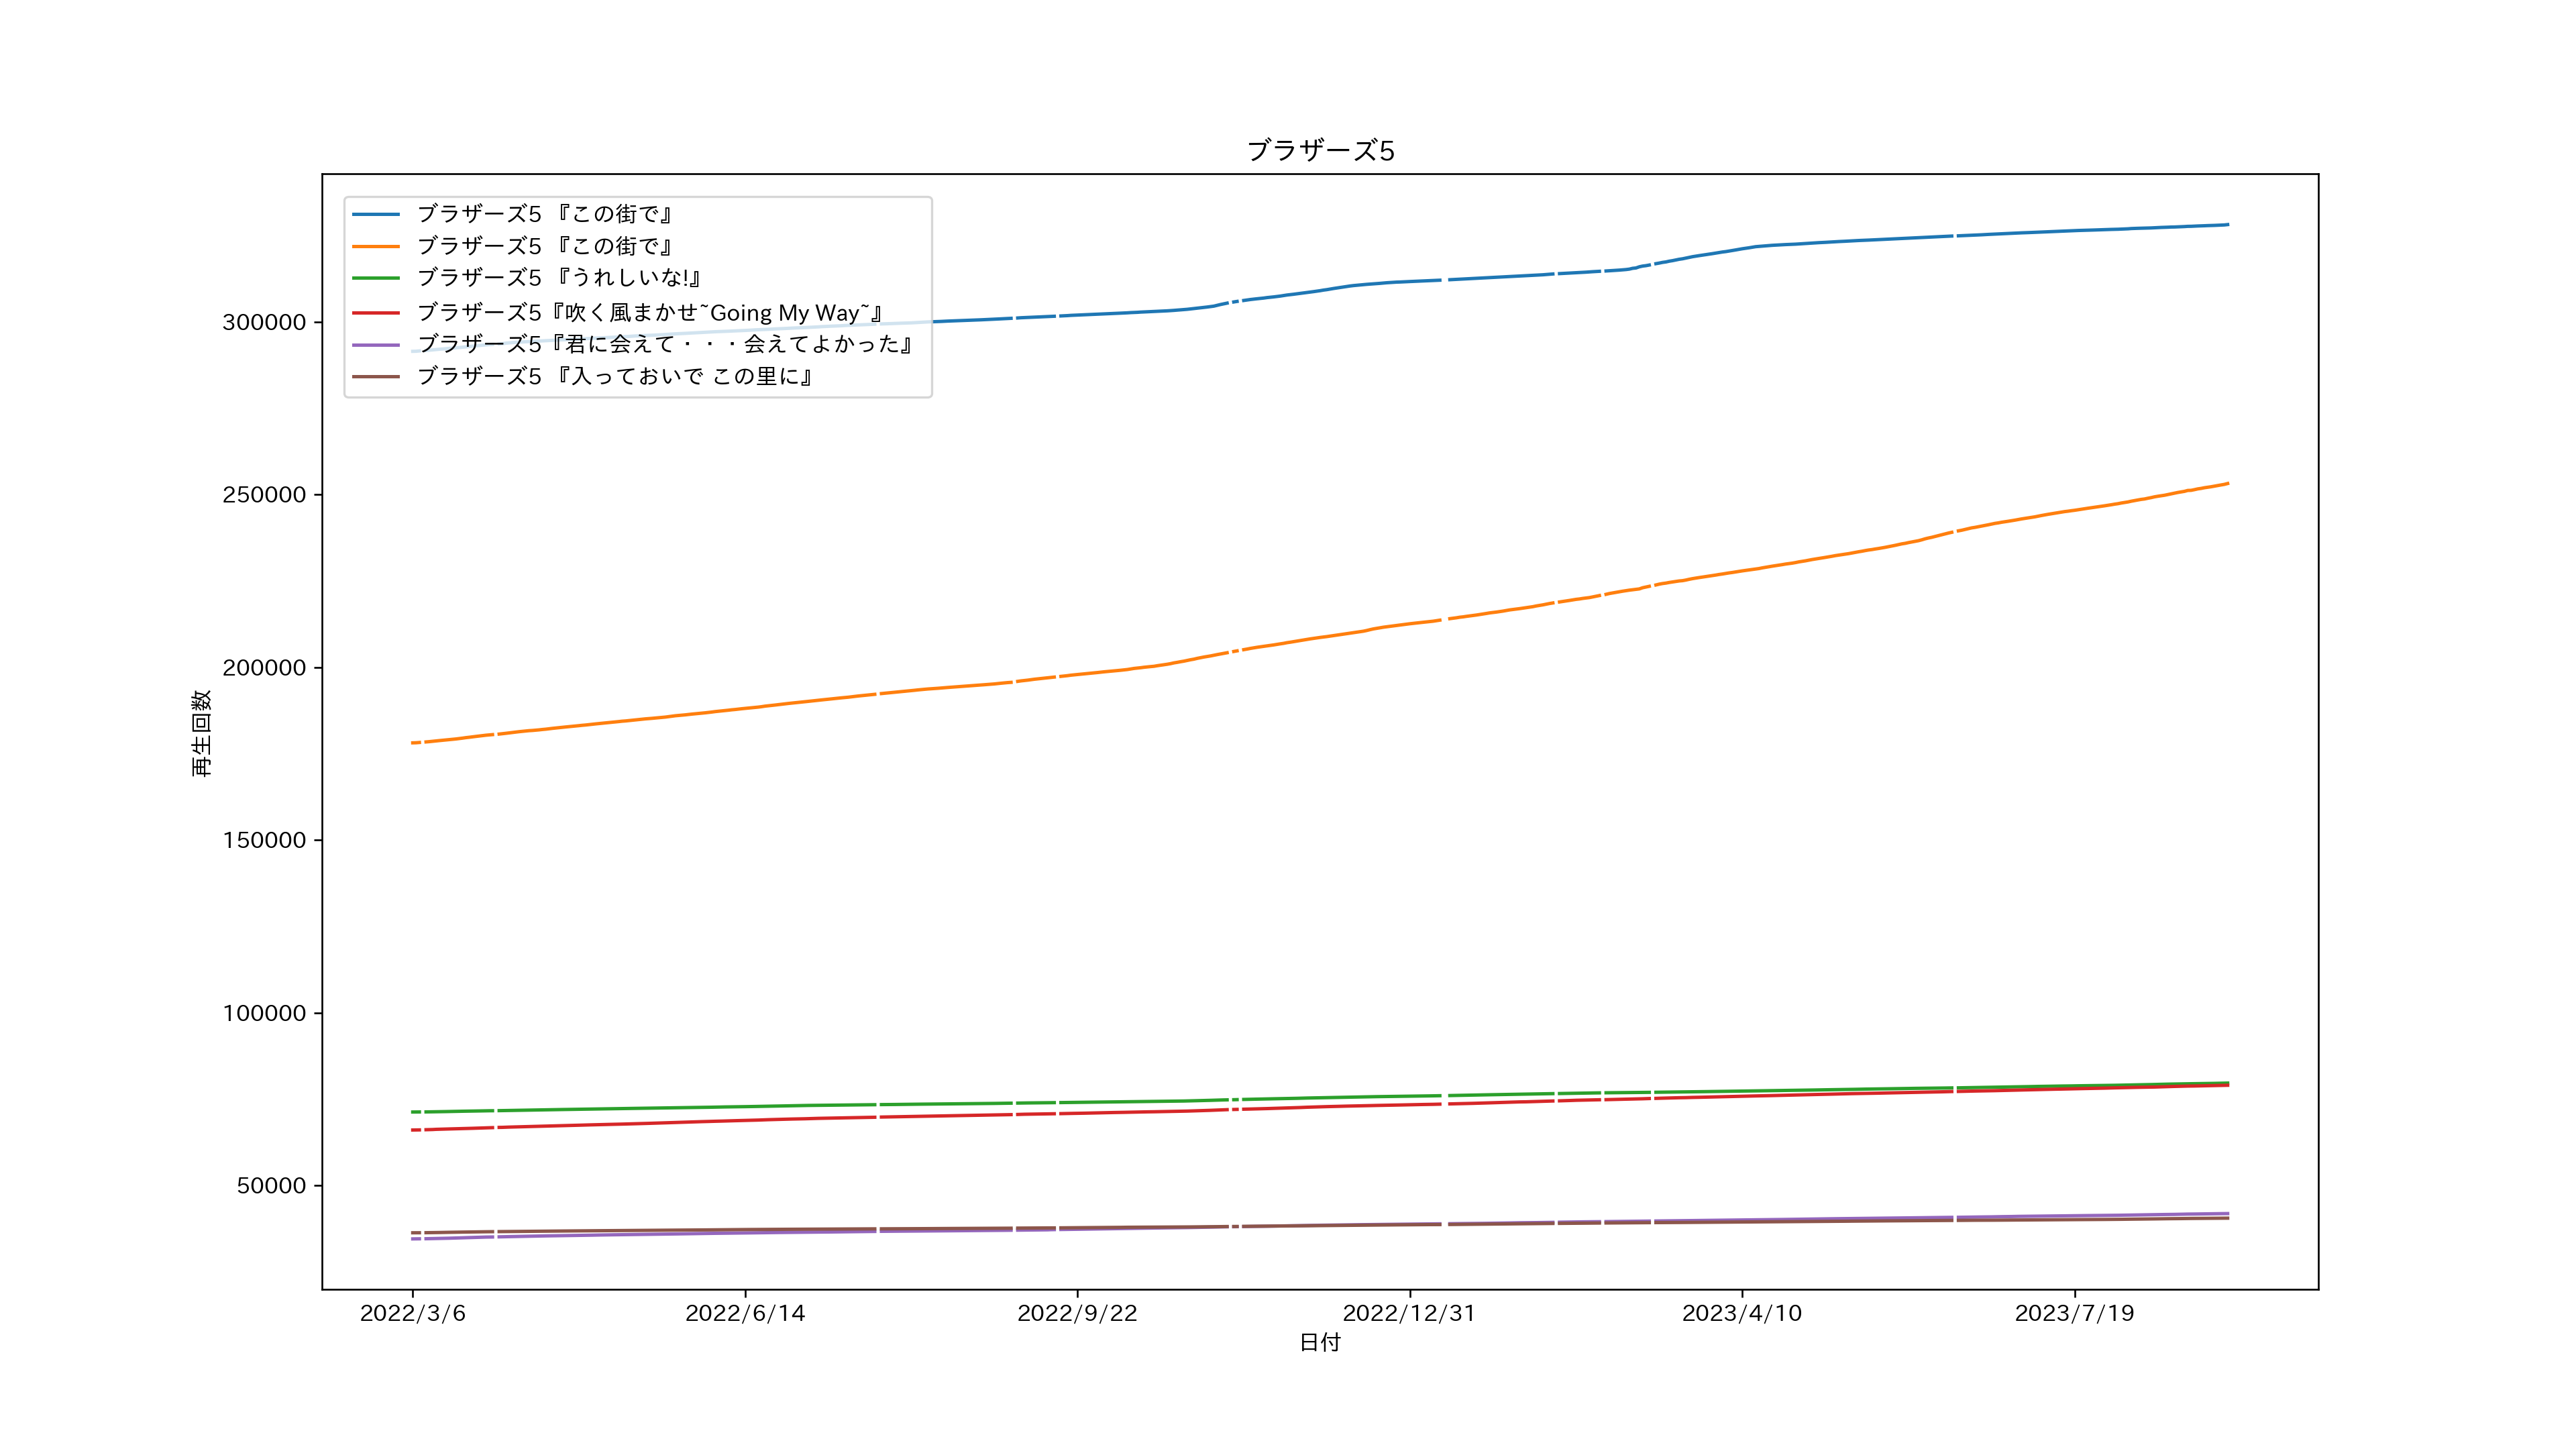 ブラザーズ5
ブラザーズ5 『この街で』
ブラザーズ5 『この街で』
ブラザーズ5 『うれしいな!』
ブラザーズ5『吹く風まかせ~Going My Way~』
ブラザーズ5『君に会えて・・・会えてよかった』
ブラザーズ5 『入っておいで この里に』
300000
250000
200000
150000
100000
50000
再生回数
2022/3/6
2022/6/14
2022/9/22
2022/12/31
2023/4/10
2023/7/19
日付